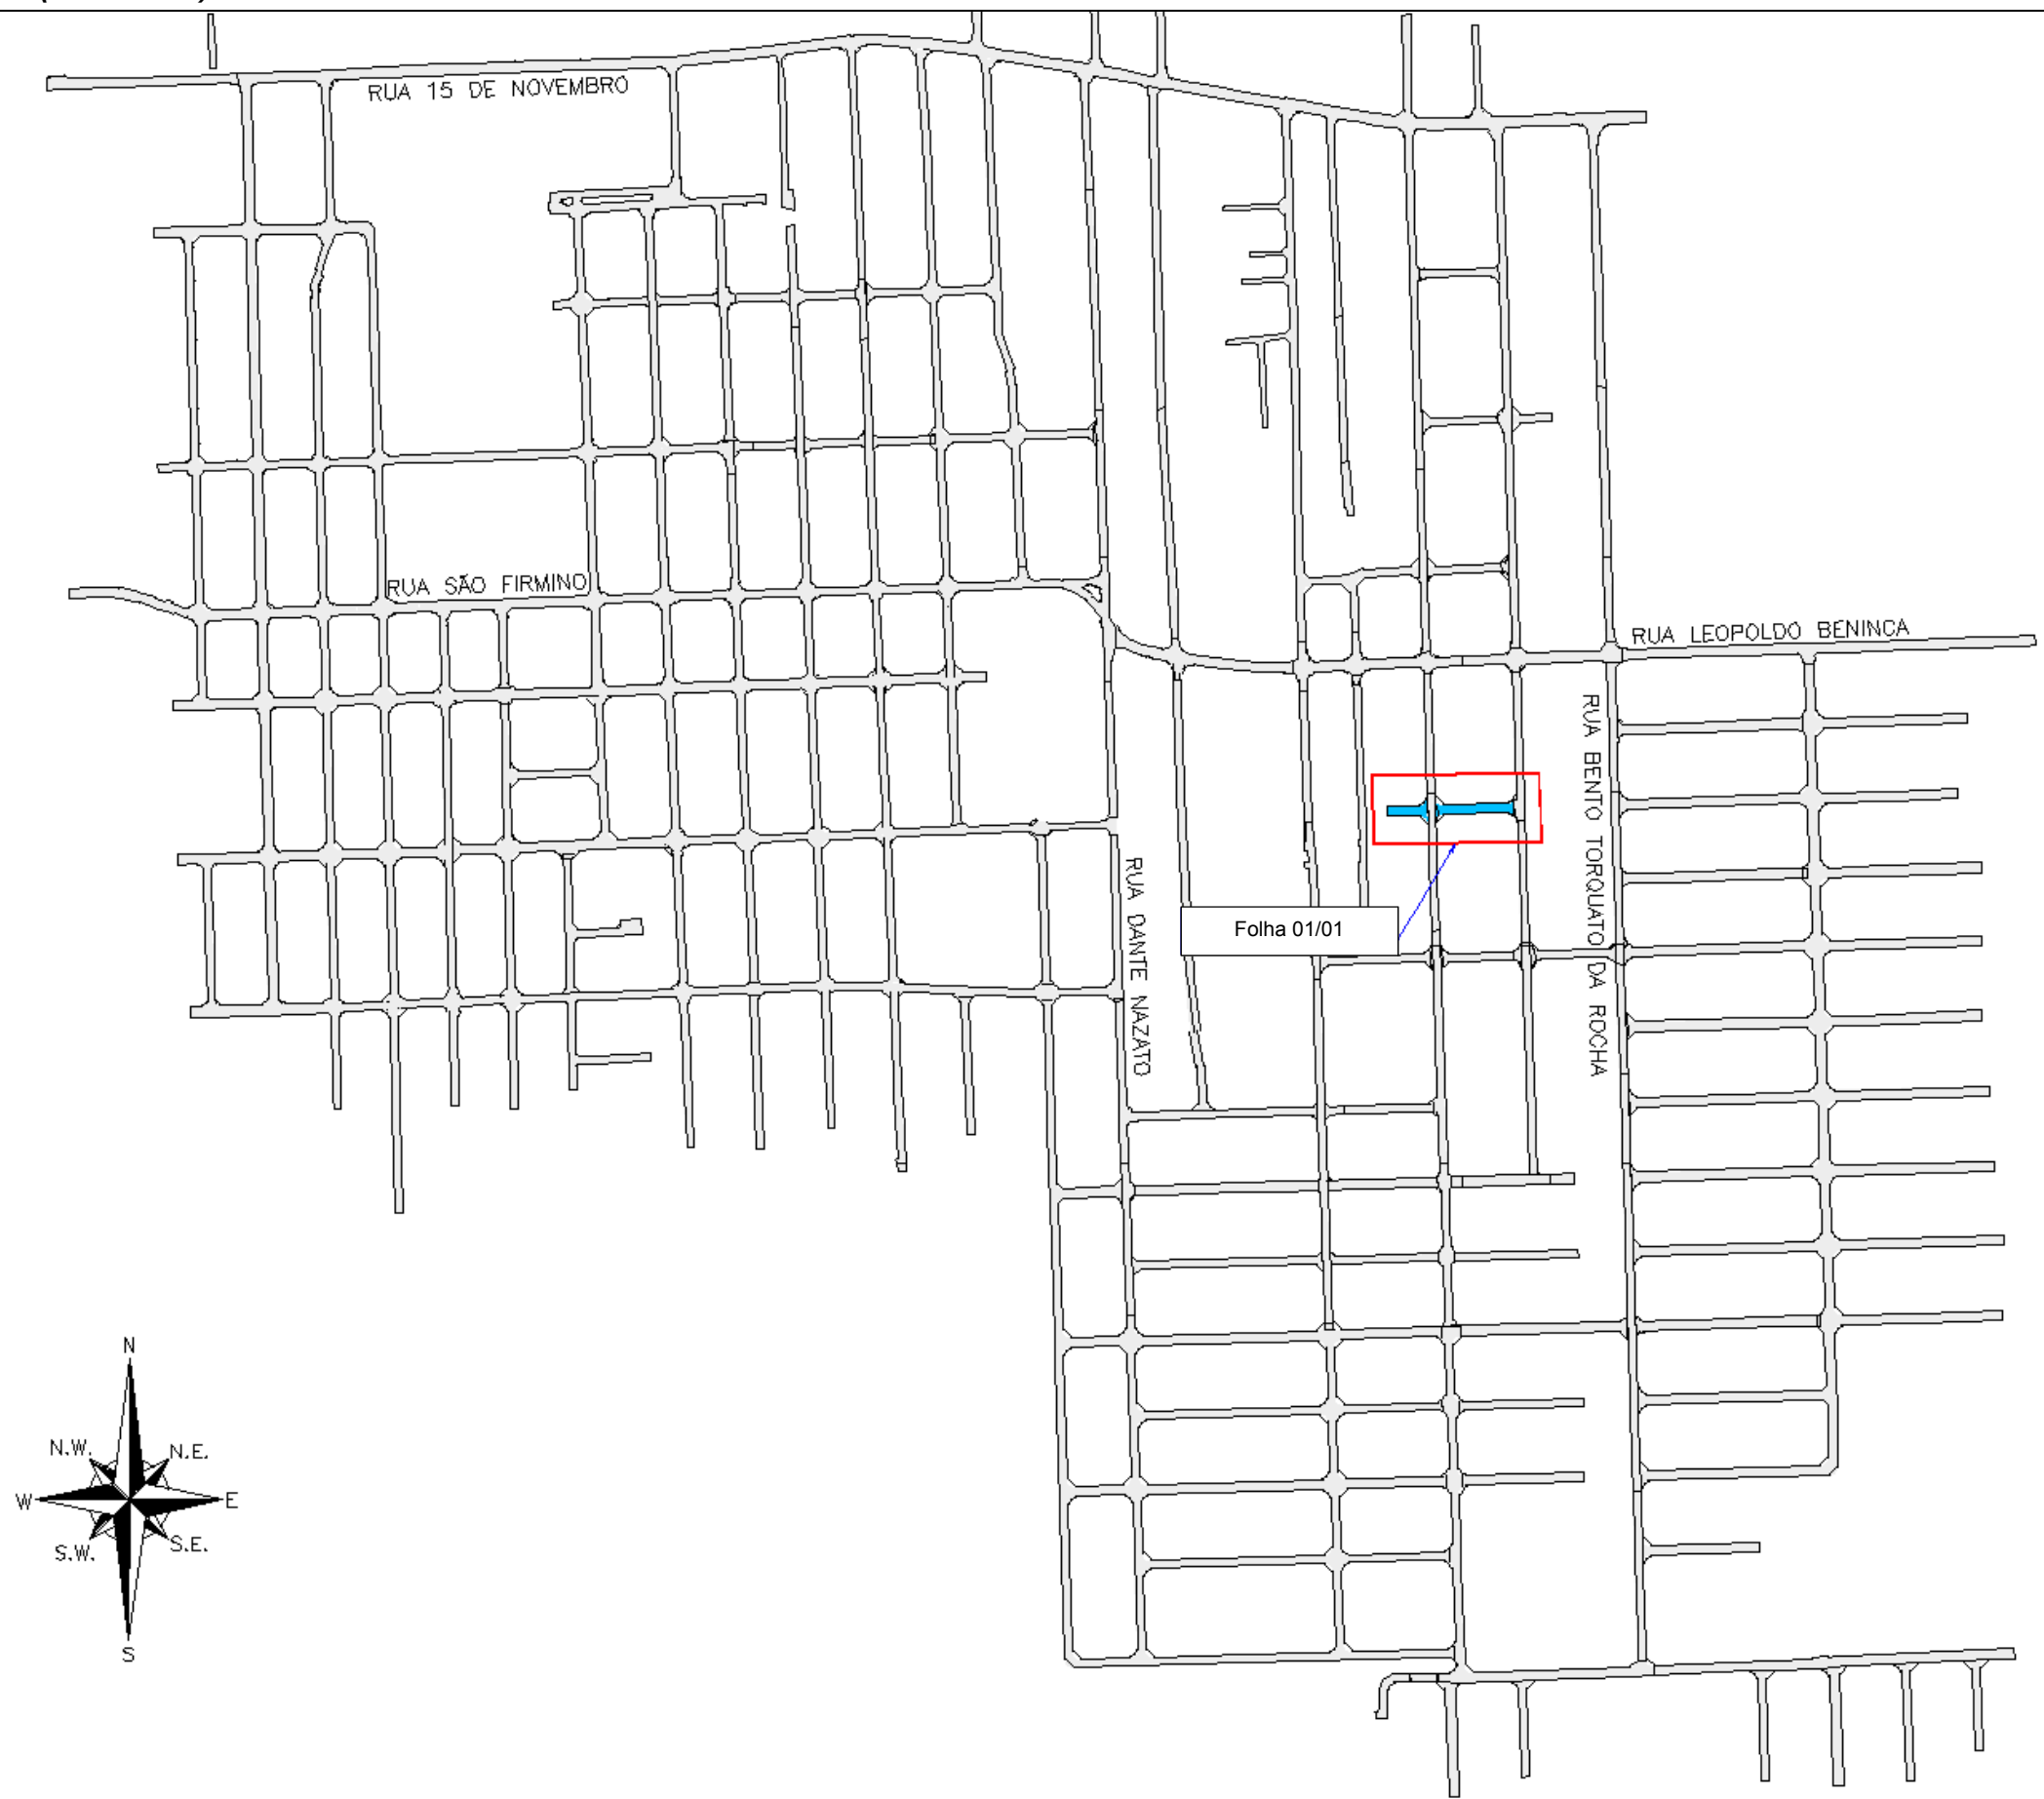 RUA 15 DE NOVEMBRO
RUA SÃO FIRMINO
RUA LEOPOLDO BENINCA
RUA BENTO TORQUATO DA ROCHA
RUA DANTE NAZATO
Folha 01/01
N
N.W.
N.E.
W
E
S.W.
S.E.
S